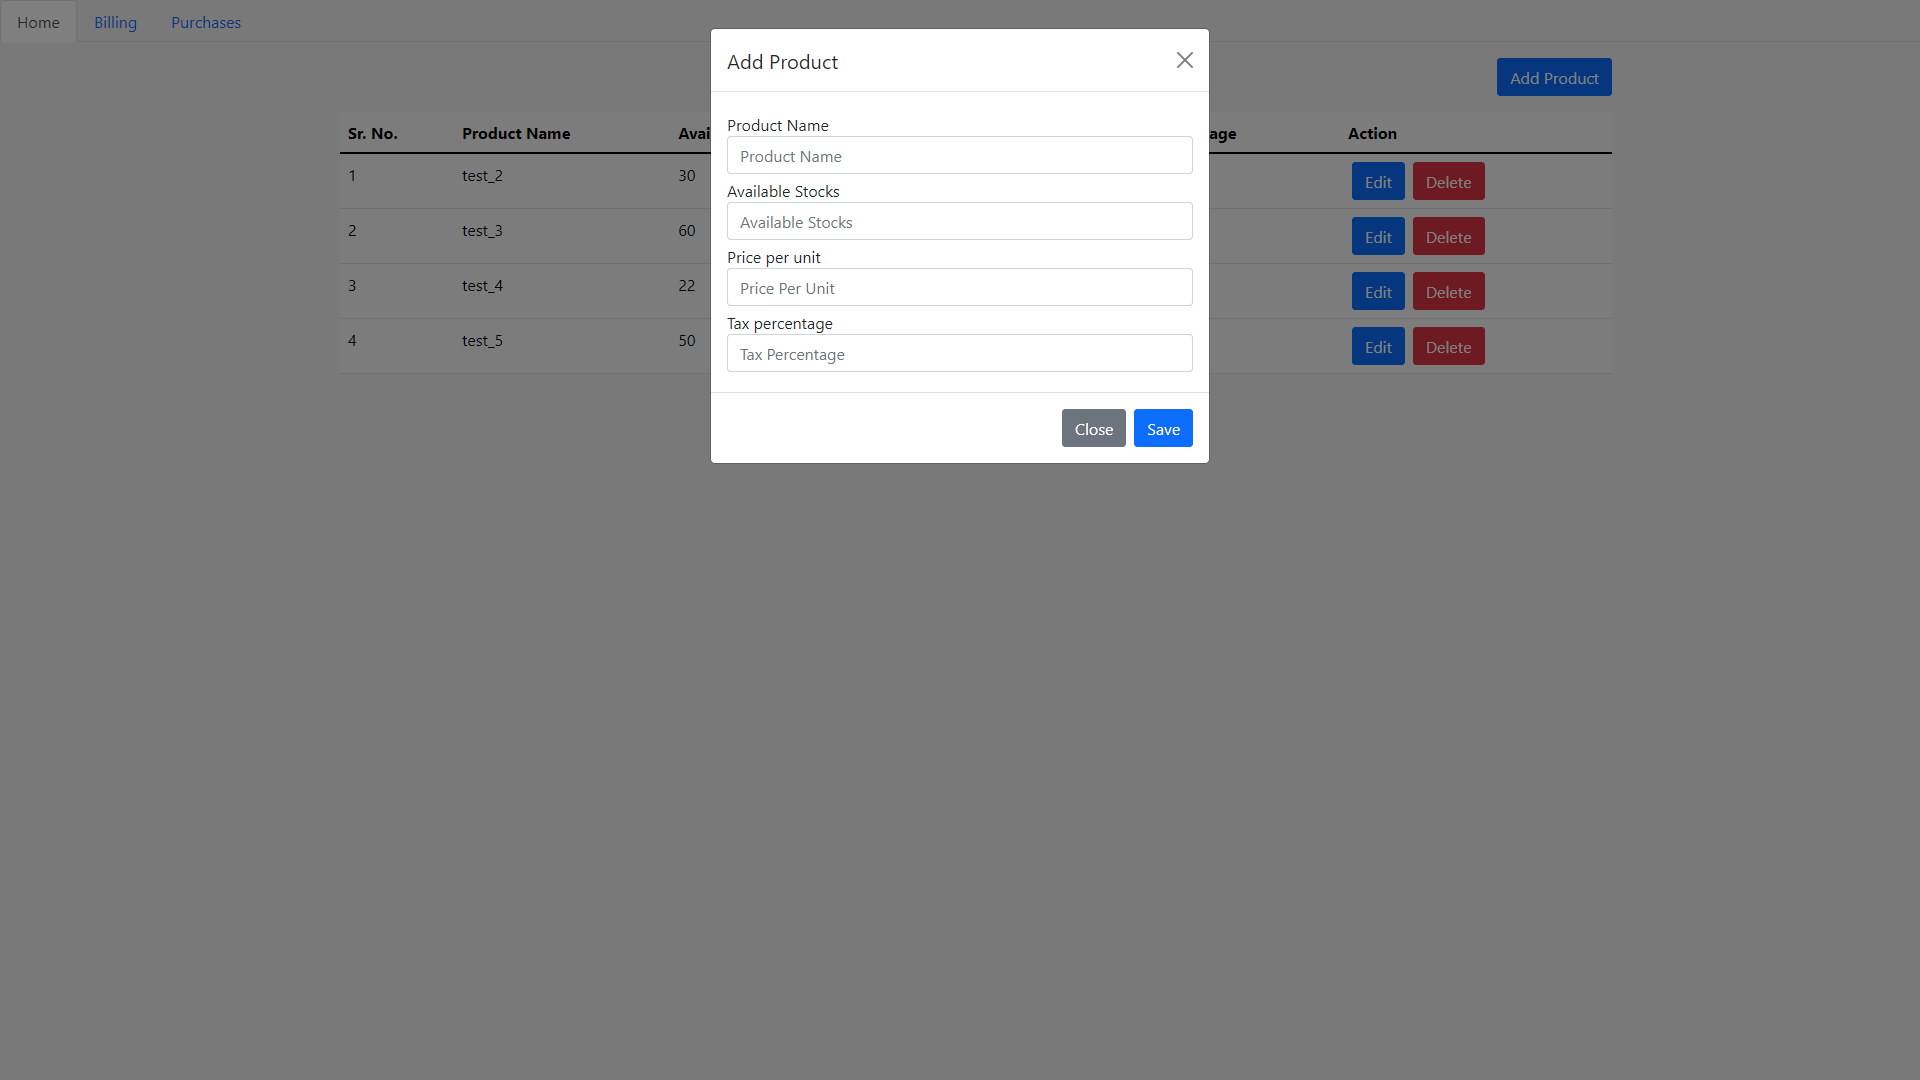 Home Billing Purchases
Add Product
Add Product
Sr. No. Product Name Avai age Action
Product Name
Product Name
1 test_2 30 Edit Delete
Available Stocks
Available Stocks
2 test_3 60 Edit Delete
Price per unit
Price Per Unit
3 test_4 22 Edit Delete
Tax percentage
Tax Percentage
4 test_5 50 Edit Delete
Close Save